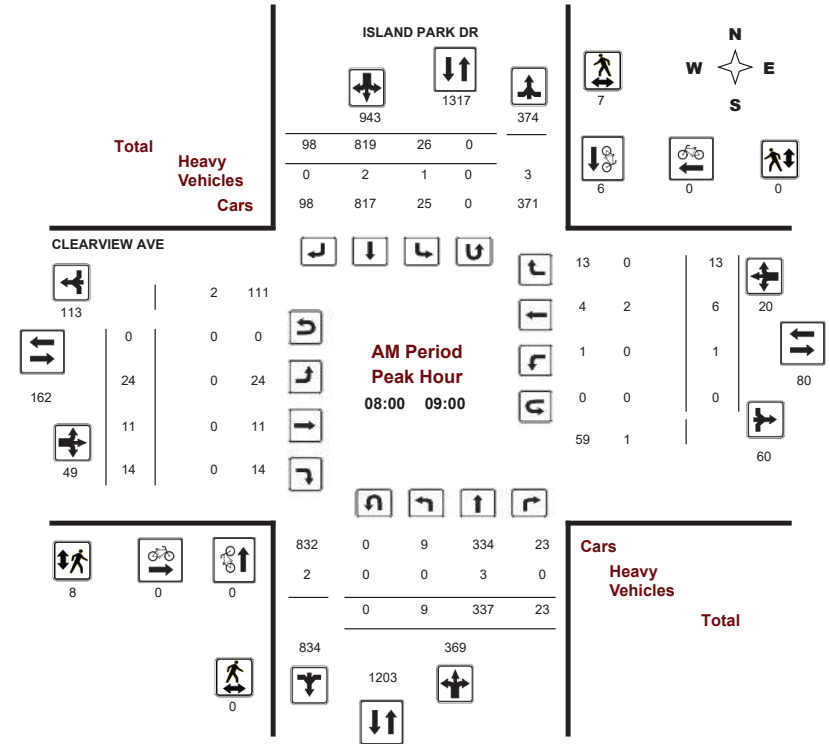 ISLAND PARK DR
N
W E
S
943
1317
374
7
Total
98 819 26 0
Heavy
Vehicles
0 2 1 0 3
Cars
98 817 25 0 371
6 0 0
CLEARVIEW AVE
113
2 111
13 0 13
20
0 0 0
4 2 6
162
24 0 24
AM Period
Peak Hour
08:00 09:00
1 0 1
80
11 0 11
0 0 0
49
14 0 14
59 1
60
832 0 9 334 23
Cars
8 0 0
2 0 0 3 0
Heavy
Vehicles
0 9 337 23
Total
834 369
1203
0